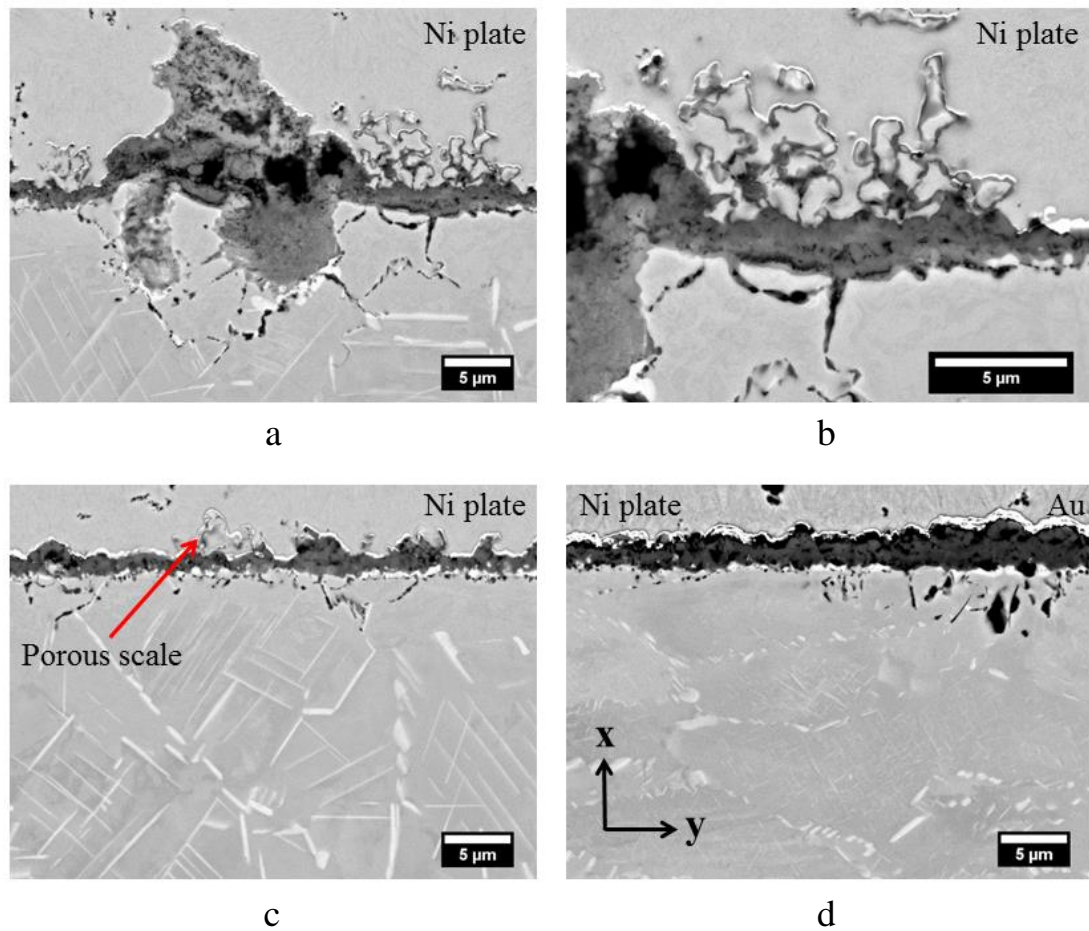 Ni plate
5 µm
a
Ni plate
5 µm
b
Ni plate
Porous scale
5 µm
c
Ni plate
Au
x
y
5 µm
d